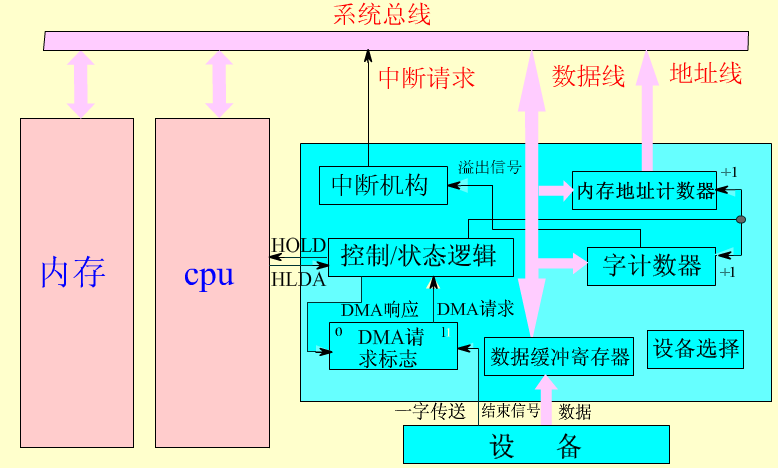 系统总线
中断请求
数据线
地址线
溢出信号
+1
中断机构
内存地址计数器
HOLD
控制/状态逻辑
字计数器
内存
cpu
HLDA
+1
DMA响应
DMA请求
0
1
DMA请
求标志
数据缓冲寄存器
设备选择
一字传送
结束信号
数据
设 备